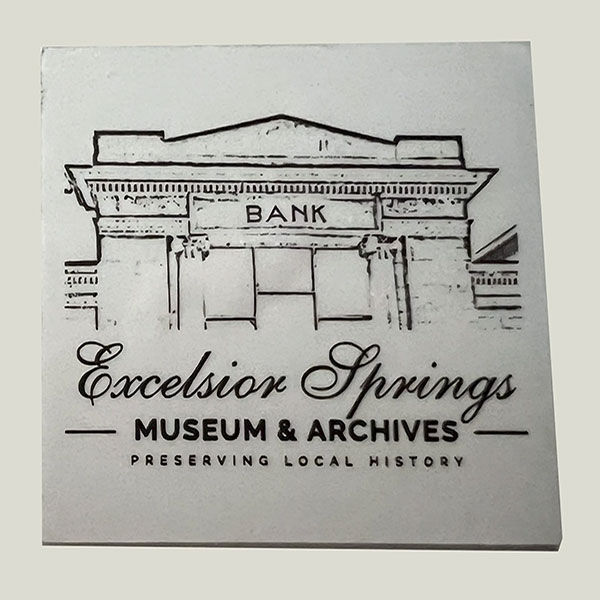 BANK
Excelsior Springs
MUSEUM & ARCHIVES
PRESERVING LOCAL HISTORY